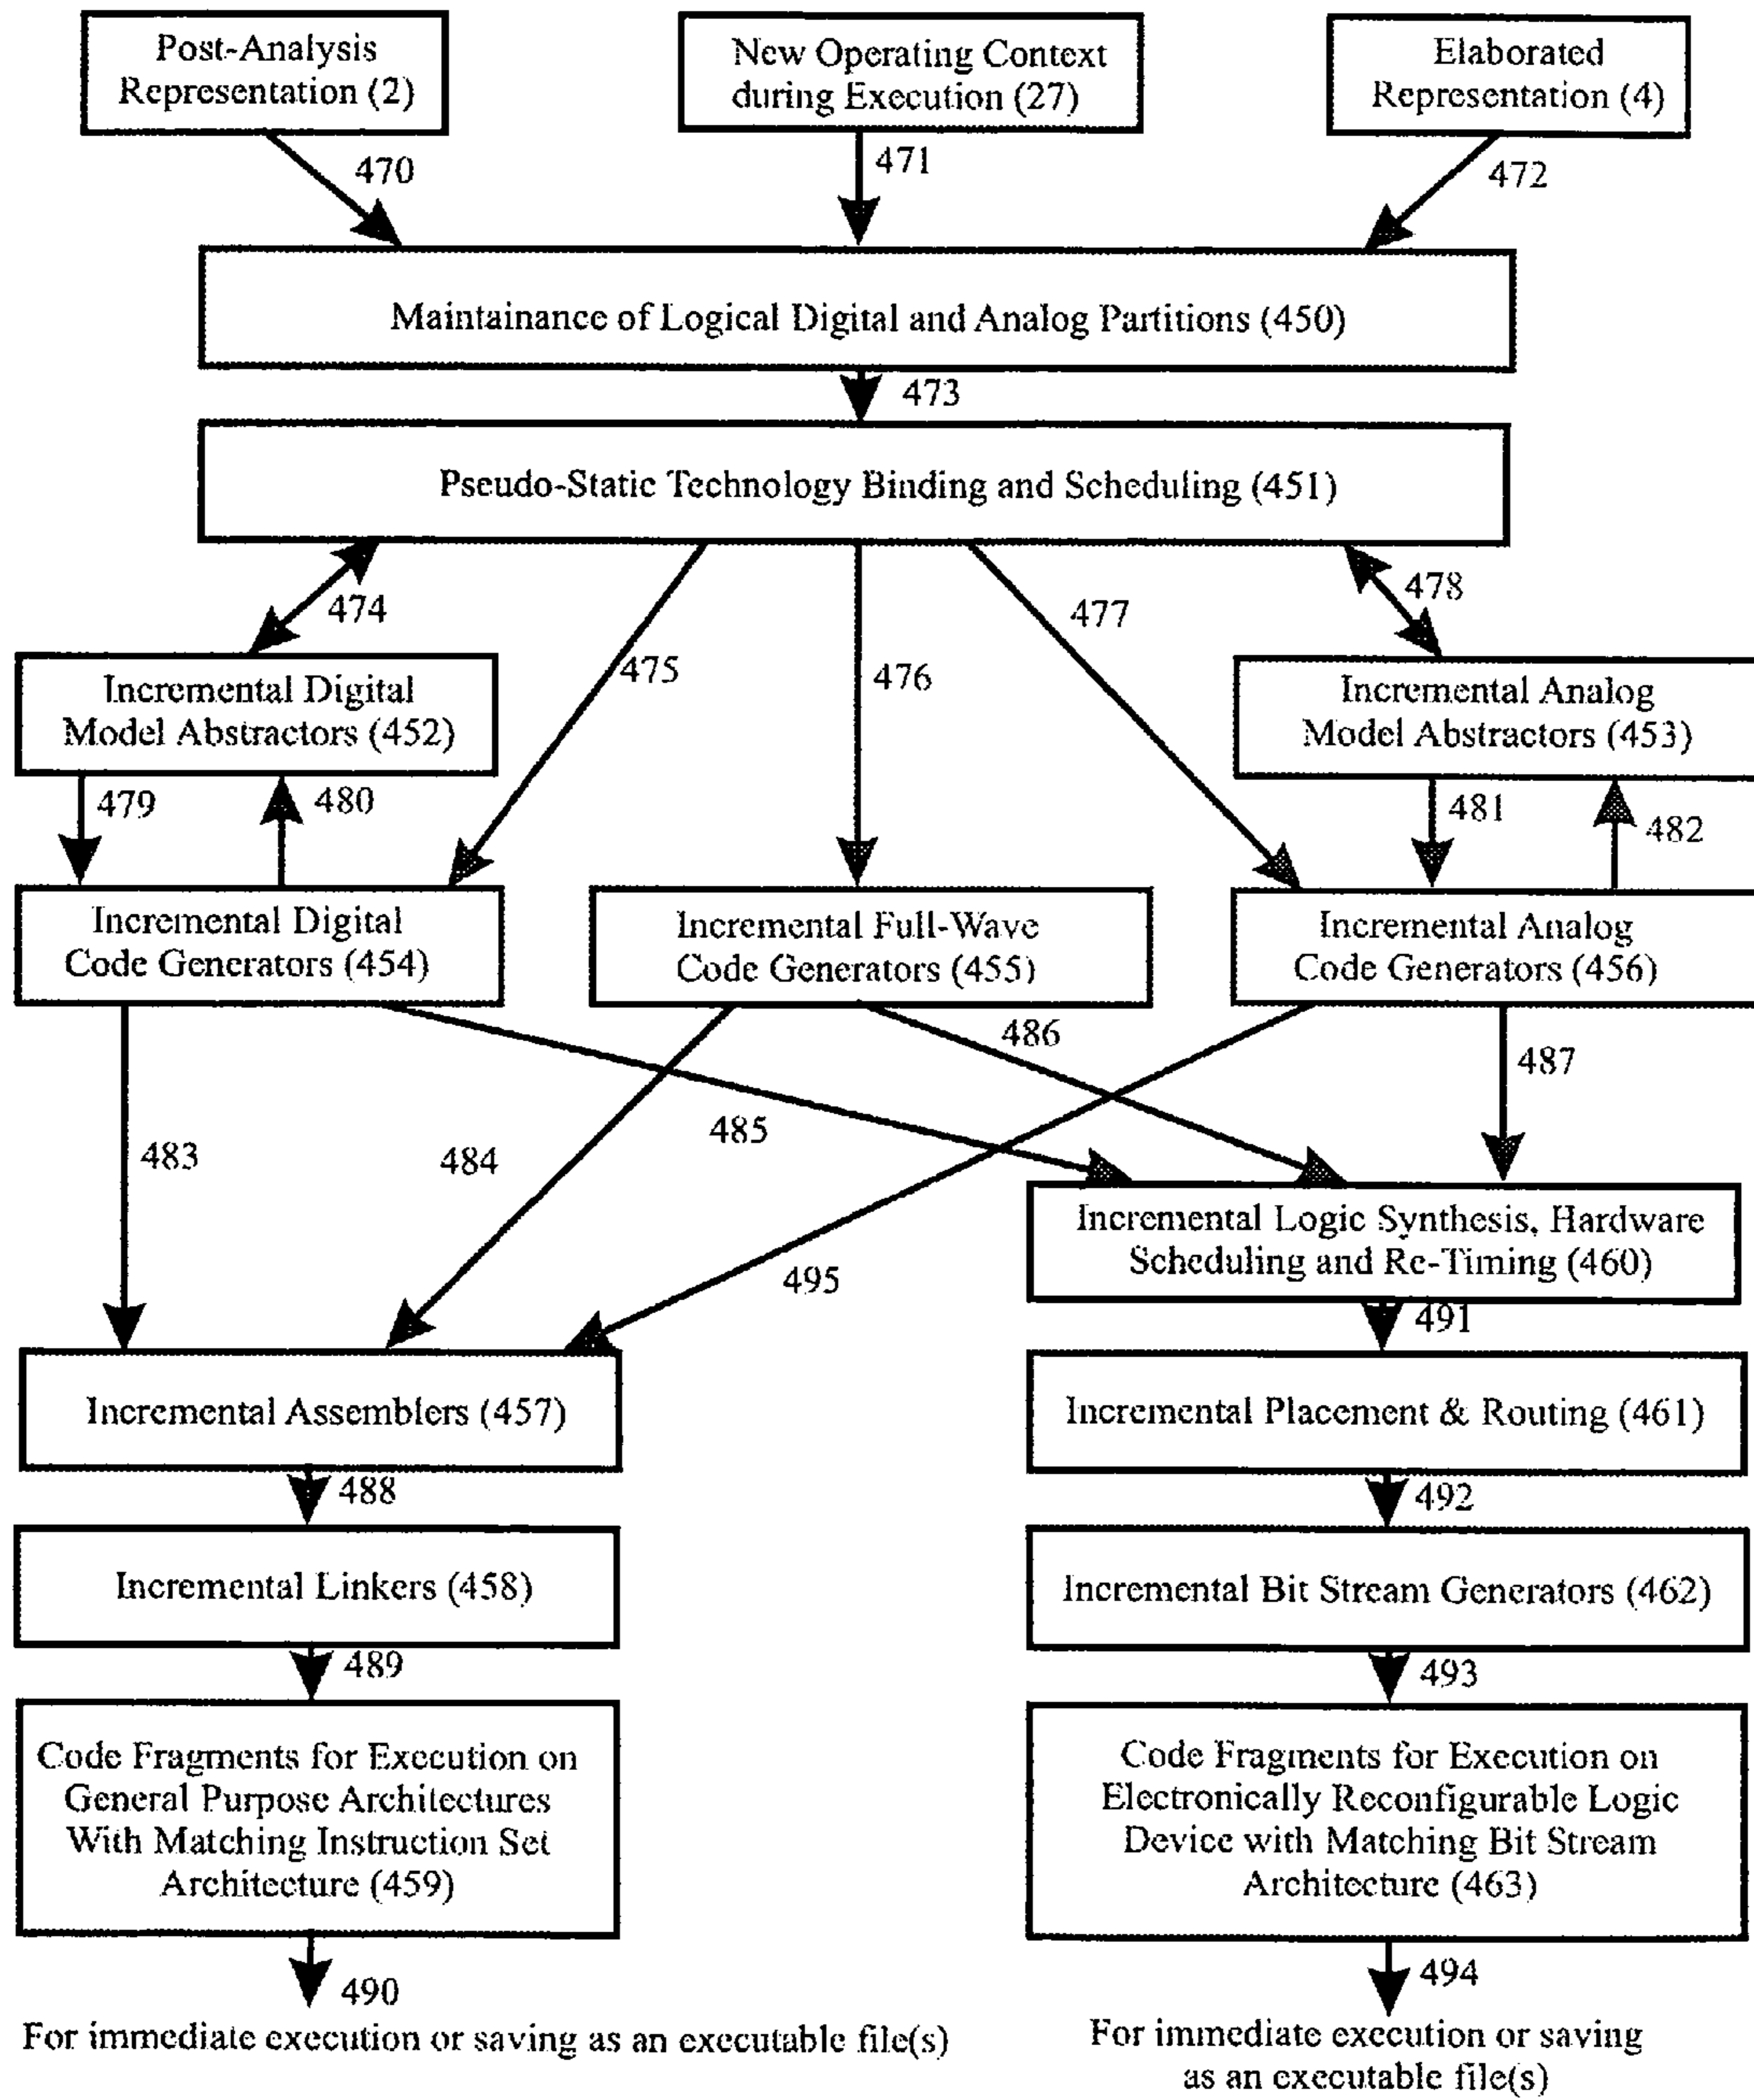 Post-Analysis
Representation (2)
New Operating Context
during Execution (27)
Elaborated
Representation (4)
470
471
472
Maintainance of Logical Digital and Analog Partitions (450)
473
Pseudo-Static Technology Binding and Scheduling (451)
474
475
476
477
478
Incremental Digital
Model Abstractors (452)
Incremental Analog
Model Abstractors (453)
479
480
481
482
Incremental Digital
Code Generators (454)
Incremental Full-Wave
Code Generators (455)
Incremental Analog
Code Generators (456)
483
484
485
486
487
495
Incremental Logic Synthesis, Hardware
Scheduling and Re-Timing (460)
491
Incremental Assemblers (457)
Incremental Placement & Routing (461)
488
492
Incremental Linkers (458)
Incremental Bit Stream Generators (462)
489
493
Code Fragments for Execution on
General Purpose Architectures
With Matching Instruction Set
Architecture (459)
Code Fragments for Execution on
Electronically Reconfigurable Logic
Device with Matching Bit Stream
Architecture (463)
490
494
For immediate execution or saving as an executable file(s)
For immediate execution or saving
as an executable file(s)